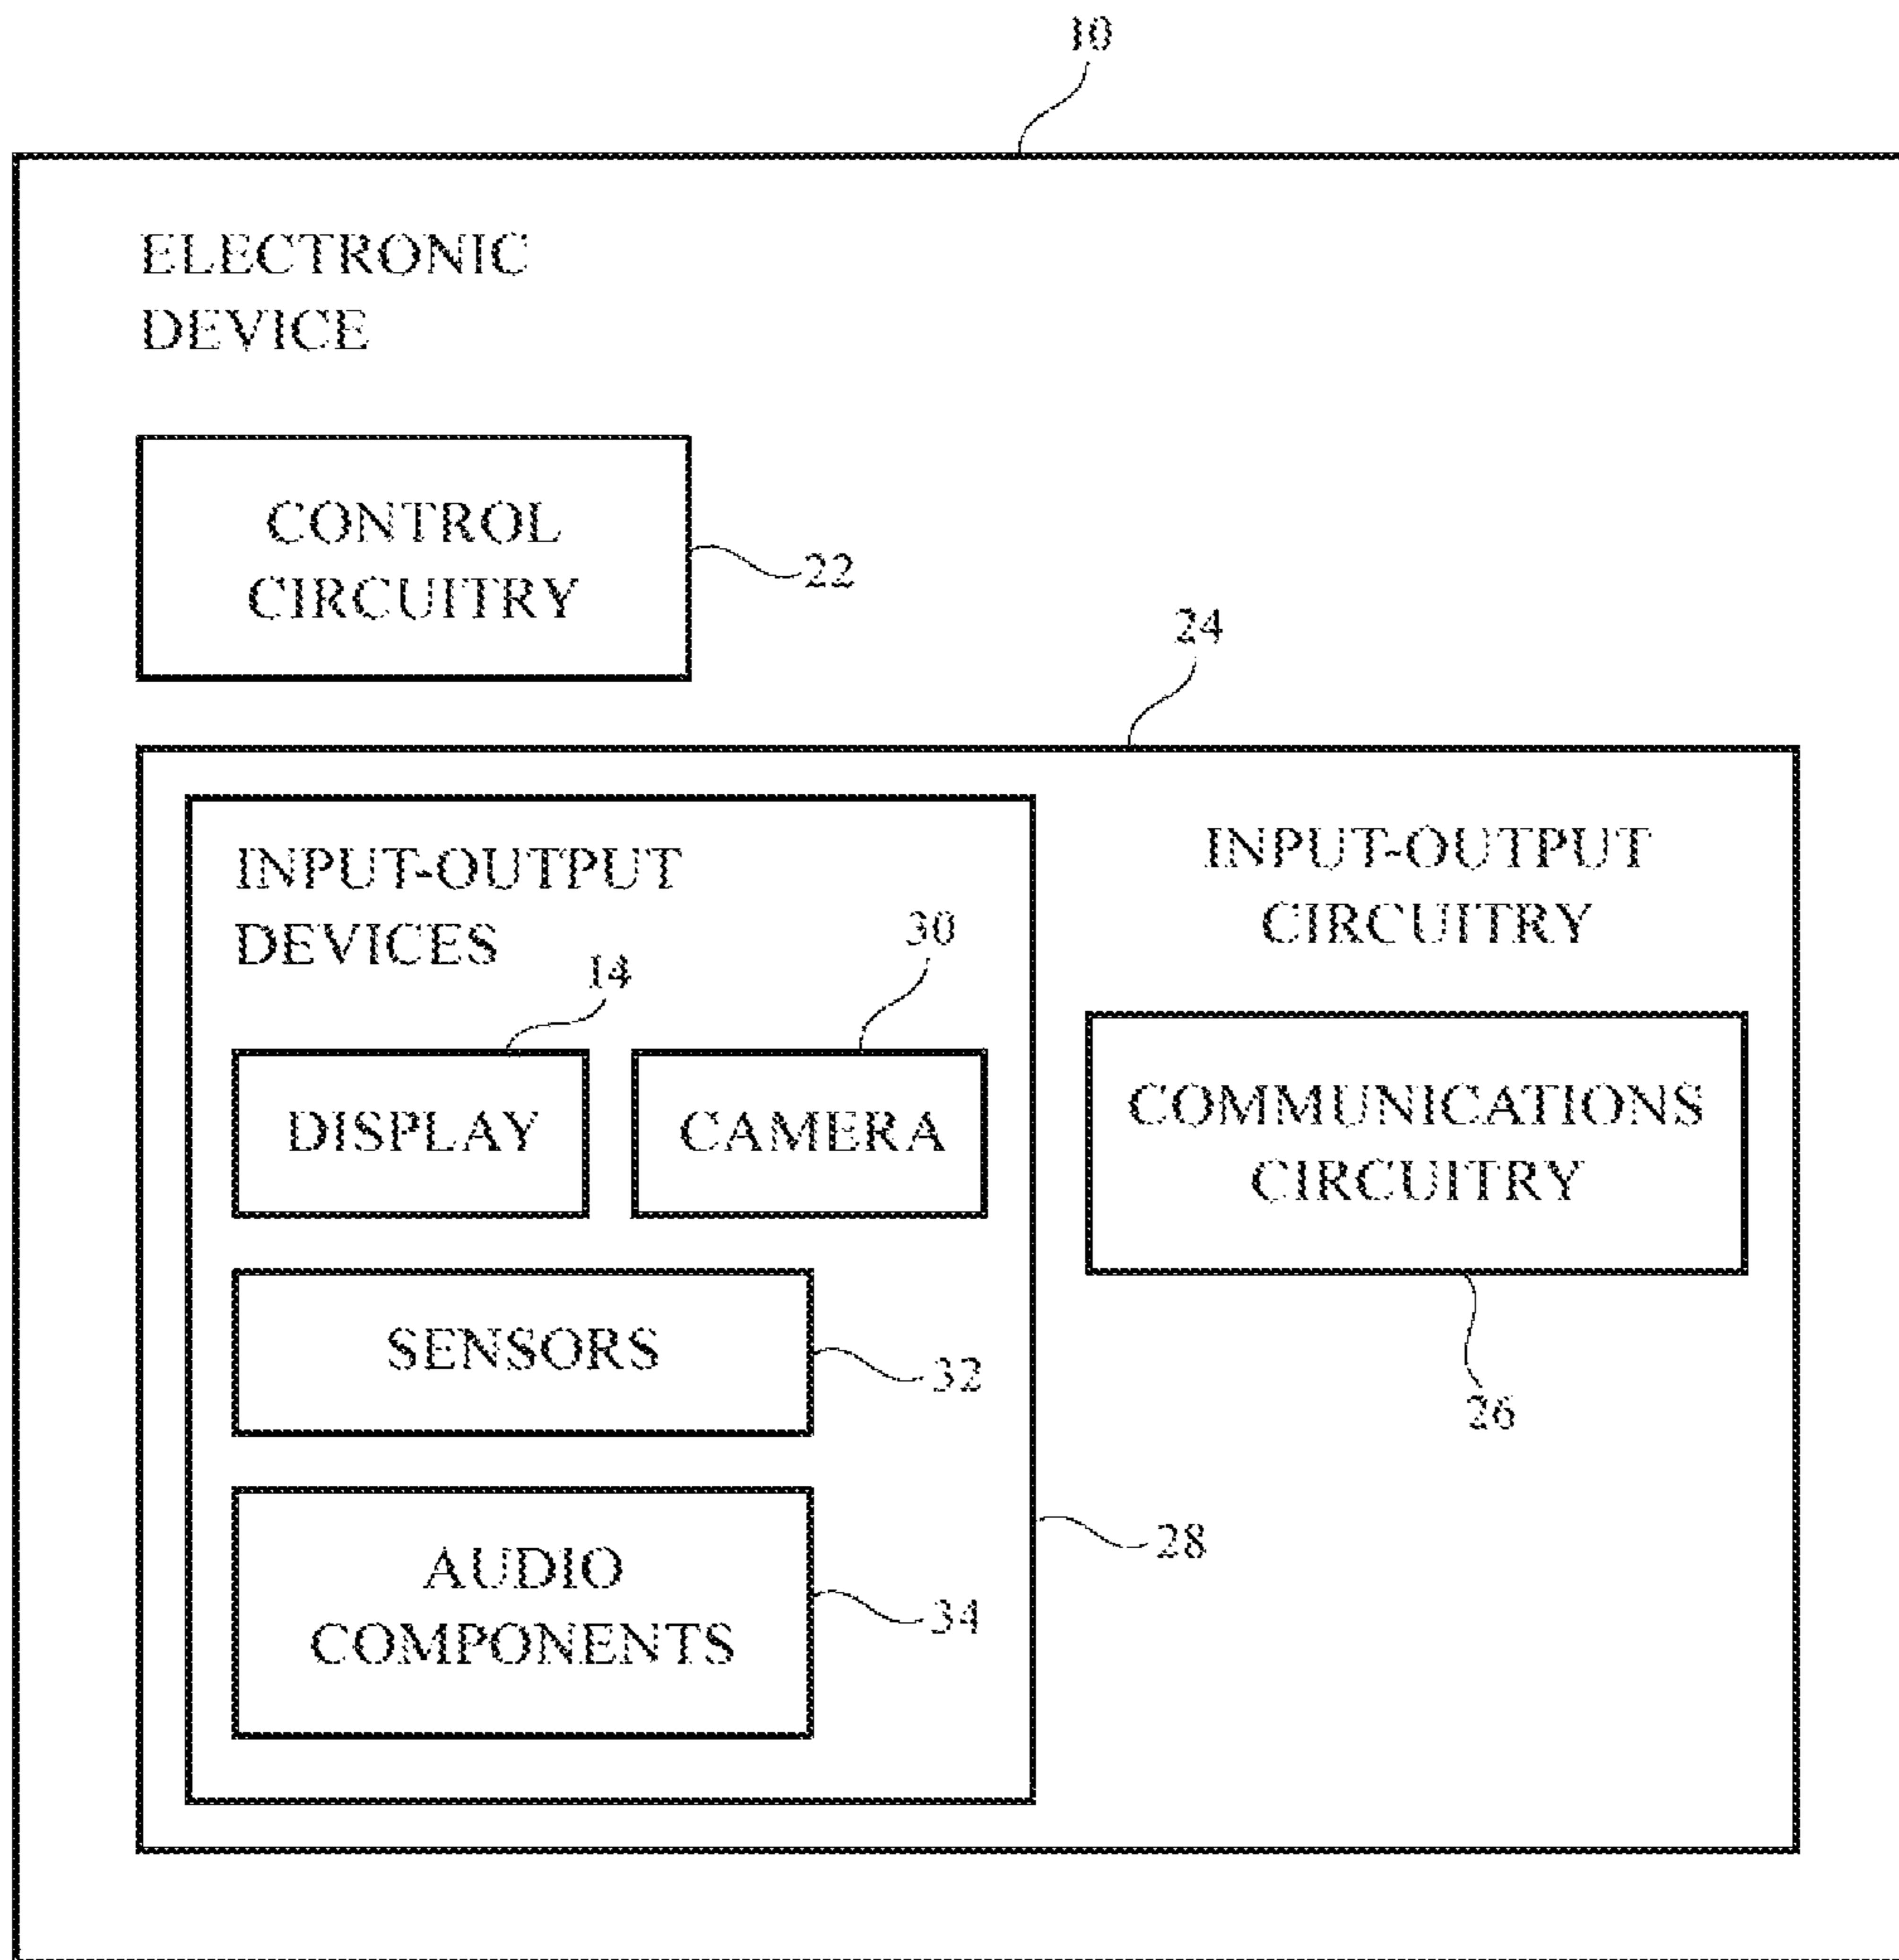 10
ELECTRONIC
DEVICE
CONTROL
CIRCUITRY
22
24
INPUT-OUTPUT
DEVICES
INPUT-OUTPUT
CIRCUITRY
14
30
DISPLAY
CAMERA
COMMUNICATIONS
CIRCUITRY
26
SENSORS
32
AUDIO
COMPONENTS
34
28